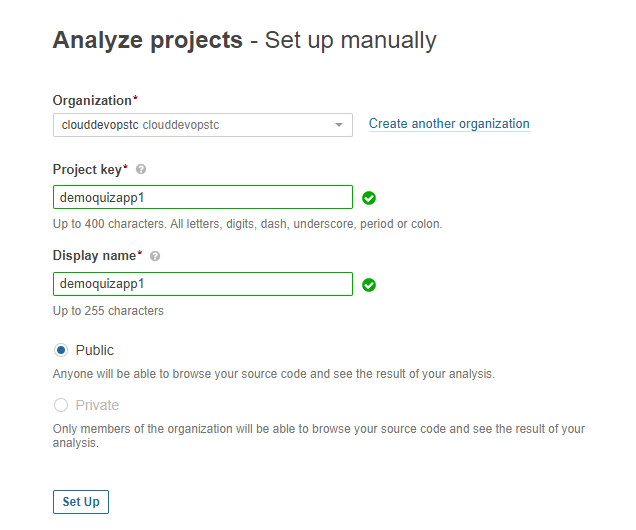 Analyze projects - Set up manually
Organization*
clouddevopstc clouddevopstc
Create another organization
Project key*
demoquizapp1
Up to 400 characters. All letters, digits, dash, underscore, period or colon.
Display name*
demoquizapp1
Up to 255 characters
Public
Anyone will be able to browse your source code and see the result of your analysis.
Private
Only members of the organization will be able to browse your source code and see the result of your
analysis.
Set Up